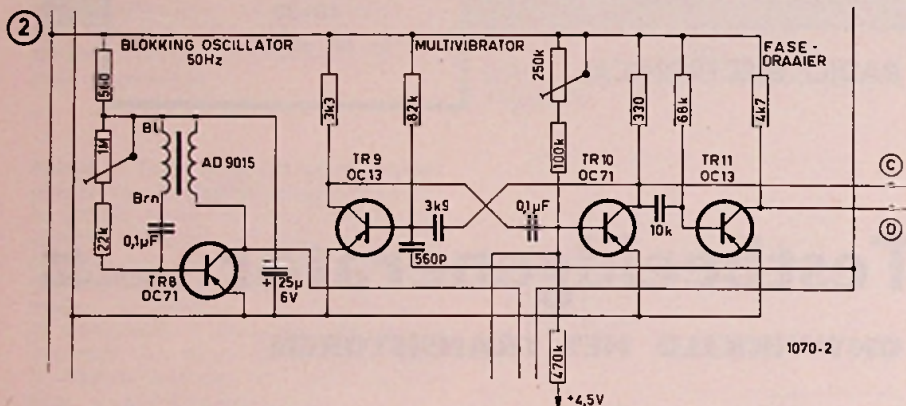 2
BLOKKING OSCILLATOR
50Hz
MULTIVIBRATOR
FASE-
DRAAIER
560
1M
22k
Bl
Brn
AD 9015
0,1µF
TR8
OC71
25µ
6V
+
3k3
82k
TR9
OC13
3k9
560p
250k
100k
0,1µF
470k
+4,5V
TR10
OC71
330
68k
10k
TR11
OC13
4k7
C
D
1070-2